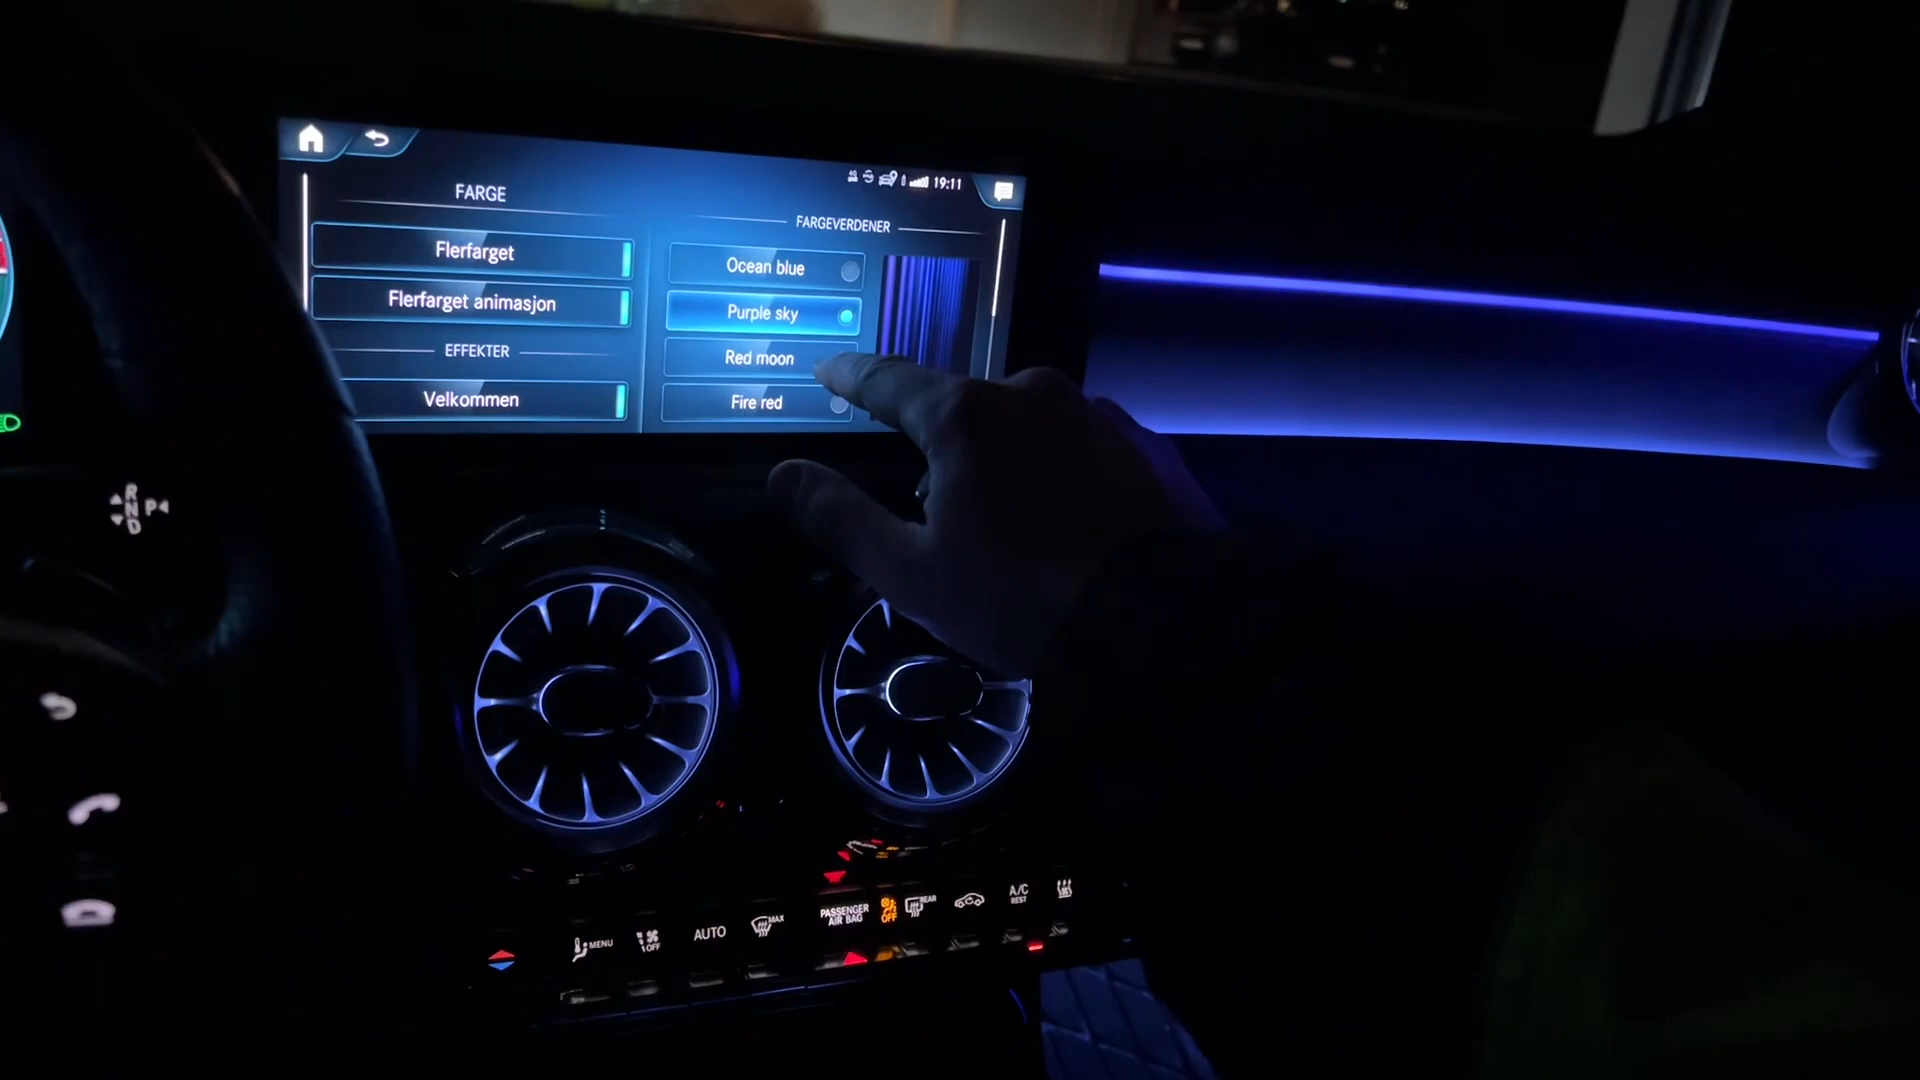 19:11
FARGE
Flerfarget
Flerfarget animasjon
EFFEKTER
Velkommen
FARGEVERDENER
Ocean blue
Purple sky
Red moon
Fire red
R
N P
D
MENU
OFF
AUTO
MAX
PASSENGER
AIR BAG
OFF
REAR
A/C
REST